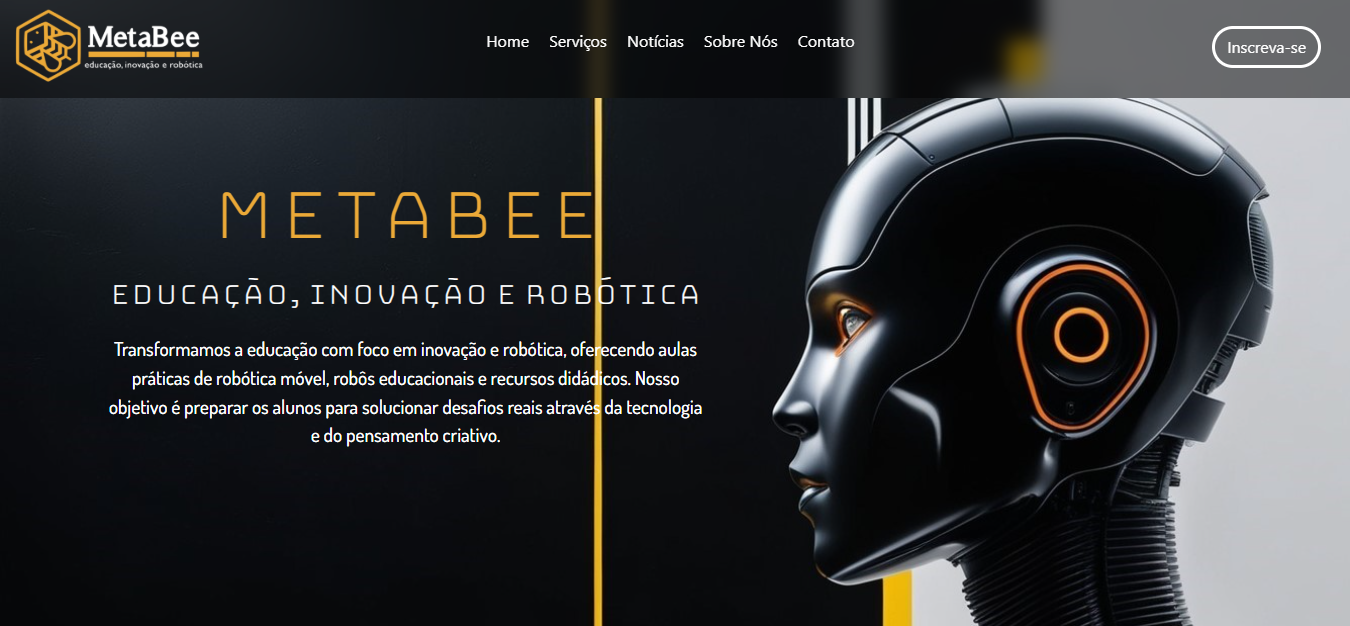 MetaBee
educação, inovação e robótica
Home Serviços Notícias Sobre Nós Contato
Inscreva-se
METABEE
EDUCAÇÃO, INOVAÇÃO E ROBÓTICA
Transformamos a educação com foco em inovação e robótica, oferecendo aulas
práticas de robótica móvel, robôs educacionais e recursos didádicos. Nosso
objetivo é preparar os alunos para solucionar desafios reais através da tecnologia
e do pensamento criativo.